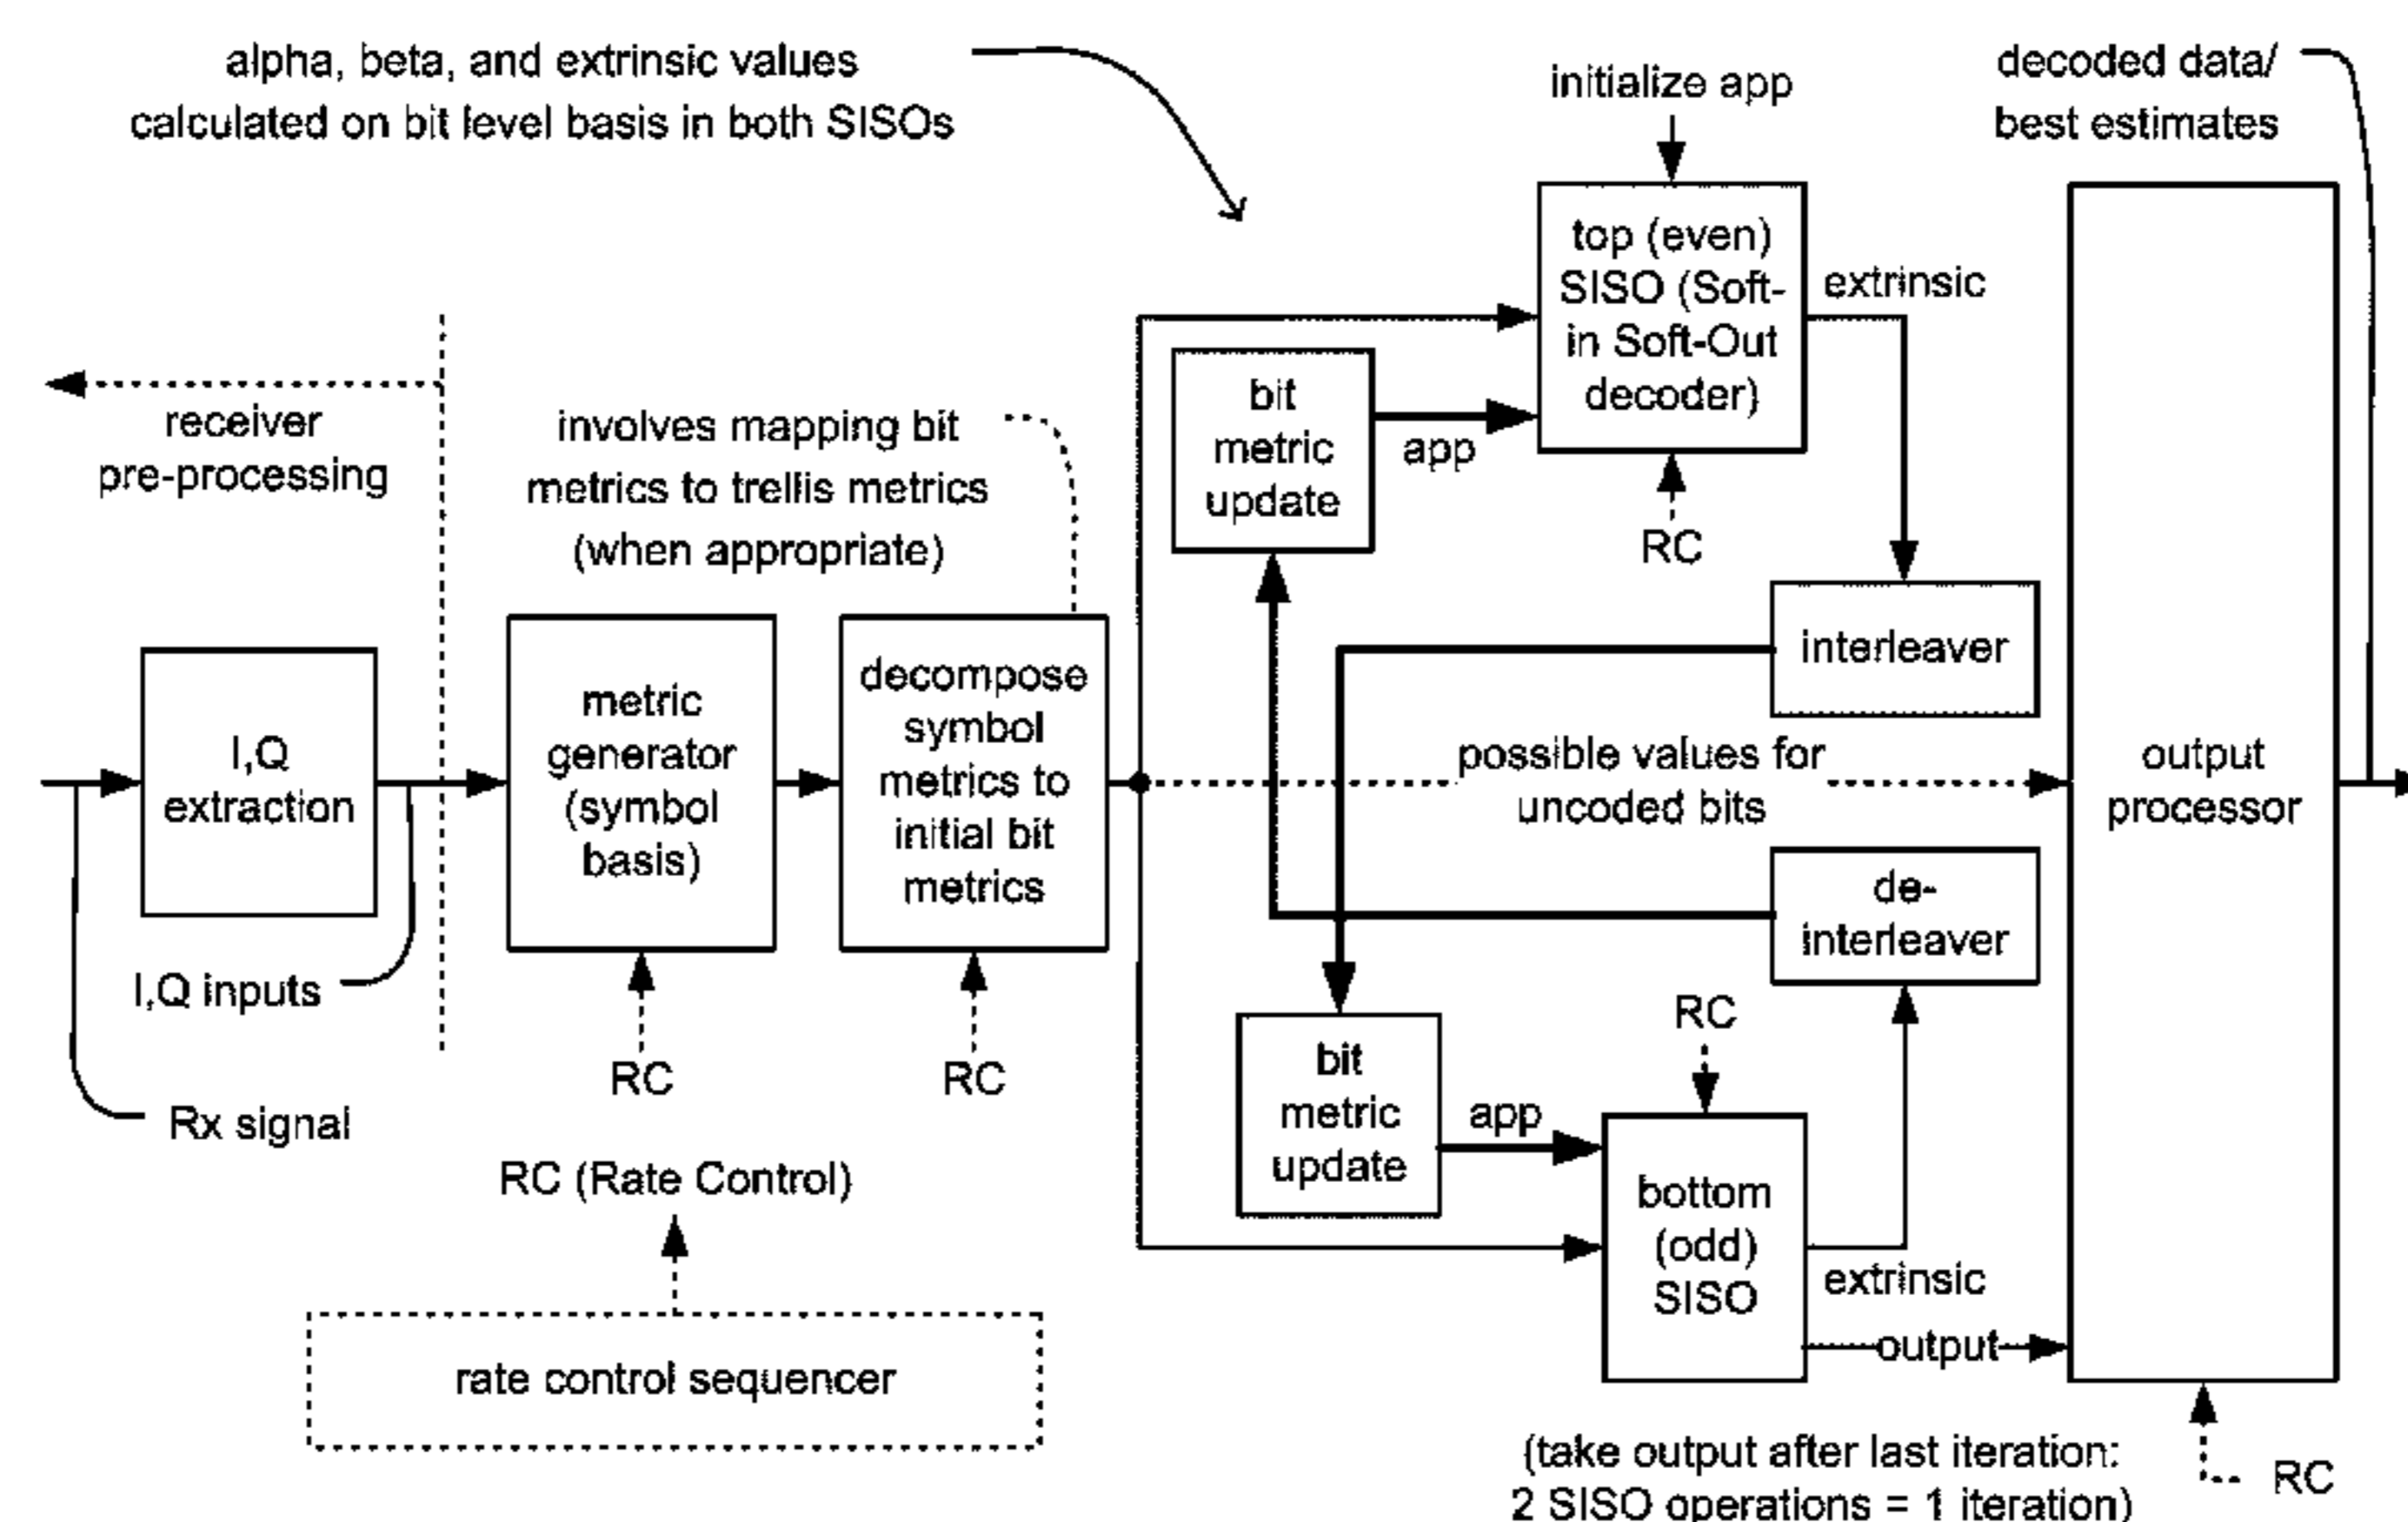 alpha, beta, and extrinsic values
calculated on bit level basis in both SISOs
initialize app
decoded data/
best estimates
top (even)
SISO (Soft-
in Soft-Out
decoder)
extrinsic
receiver
pre-processing
involves mapping bit
metrics to trellis metrics
(when appropriate)
bit
metric
update
app
RC
interleaver
I,Q
extraction
metric
generator
(symbol
basis)
decompose
symbol
metrics to
initial bit
metrics
possible values for
uncoded bits
output
processor
de-
interleaver
I,Q inputs
Rx signal
RC
RC
bit
metric
update
app
RC
bottom
(odd)
SISO
extrinsic
output
RC (Rate Control)
rate control sequencer
(take output after last iteration:
2 SISO operations = 1 iteration)
RC